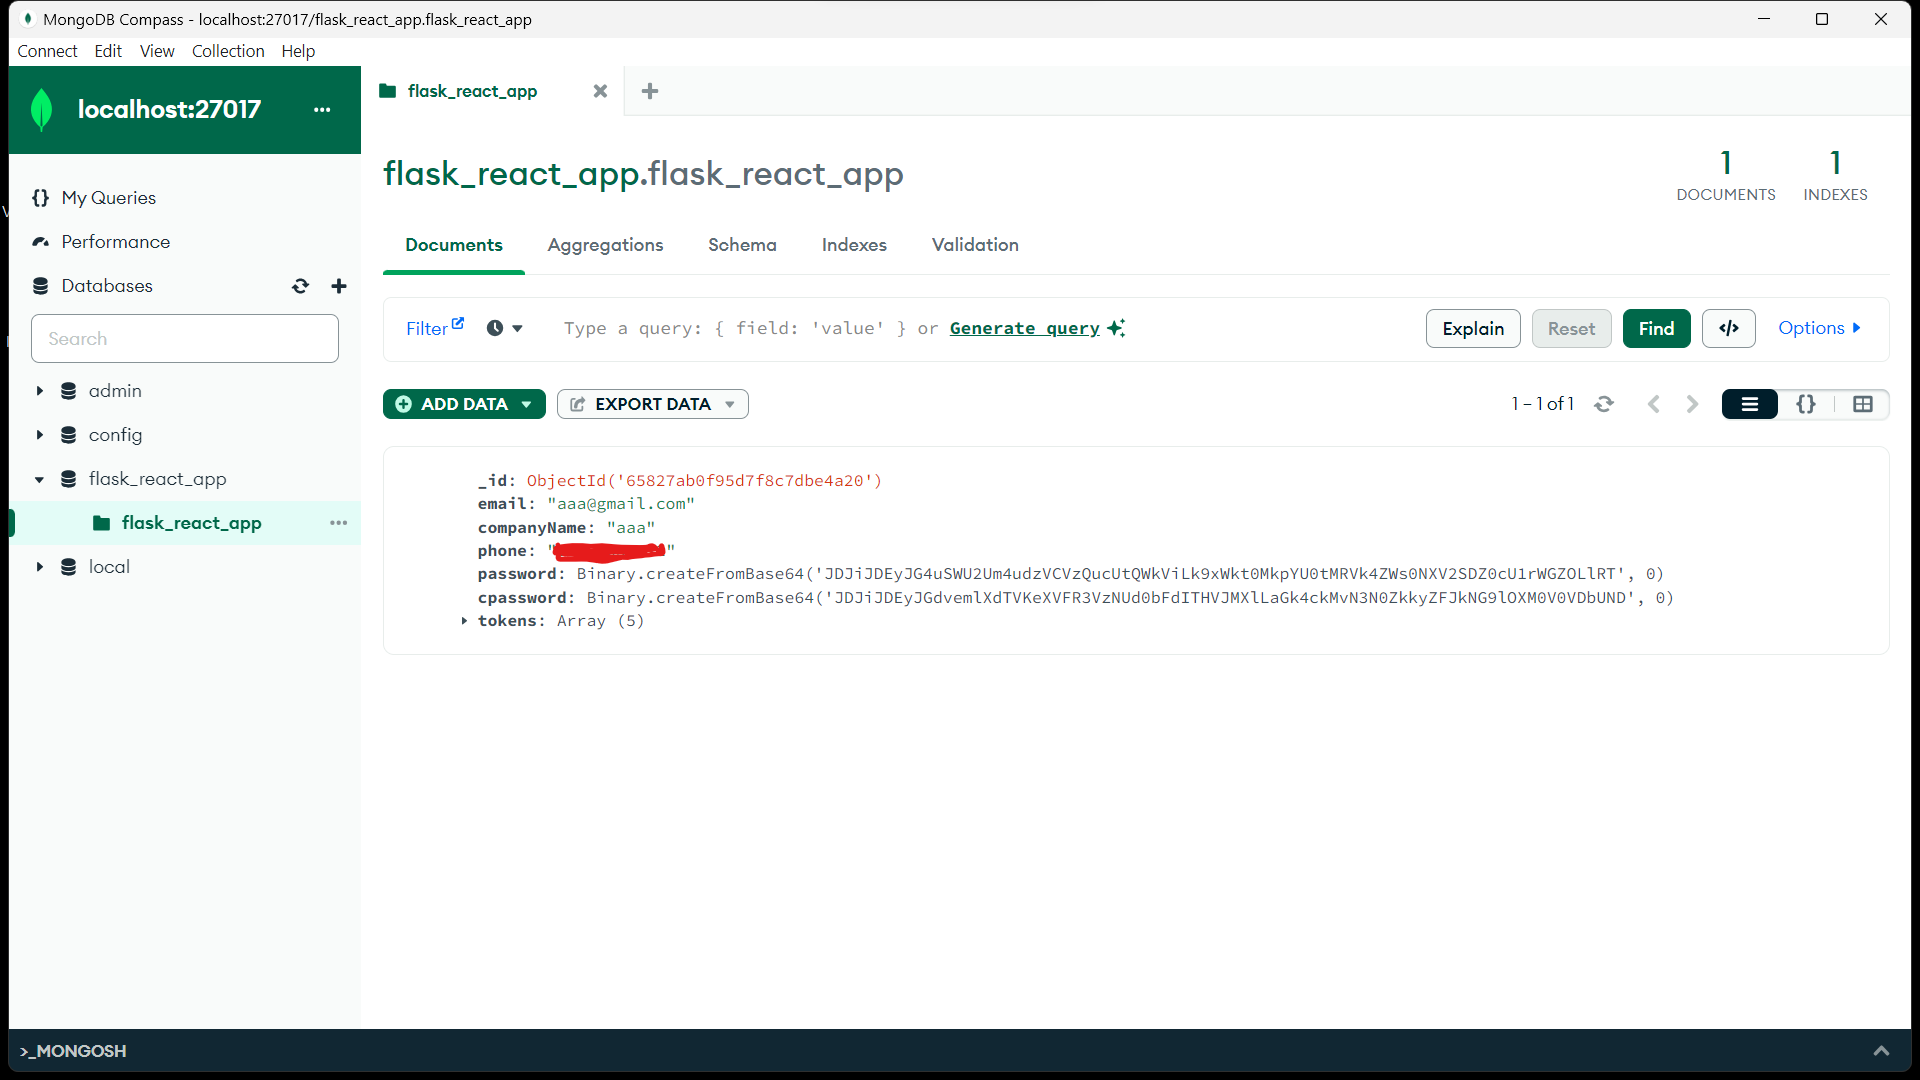 MongoDB Compass - localhost:27017/flask_react_app.flask_react_app
Connect Edit View Collection Help
localhost:27017 ...
flask_react_app
My Queries
Performance
Databases
Search
admin
config
flask_react_app
flask_react_app
local
flask_react_app.flask_react_app
1 DOCUMENTS
1 INDEXES
Documents Aggregations Schema Indexes Validation
Filter Type a query: { field: 'value' } or Generate query Explain Reset Find </> Options
ADD DATA EXPORT DATA 1 – 1 of 1 {}
_id: ObjectId('65827ab0f95d7f8c7dbe4a20')
email: "aaa@gmail.com"
companyName: "aaa"
phone: " "
password: Binary.createFromBase64('JDJiJDEyJG4uSWU2Um4udzVCVzQucUtQWkViLk9xWkt0MkpYU0tMRVk4ZWs0NXV2SDZ0cU1rWGZOLlRT', 0)
cpassword: Binary.createFromBase64('JDJiJDEyJGdvemlXdTVKeXVFR3VzNUd0bFdITHVJMXlLaGk4ckMvN3N0ZkkyZFJkNG9lOXM0V0VDbUND', 0)
tokens: Array (5)
>_MONGOSH